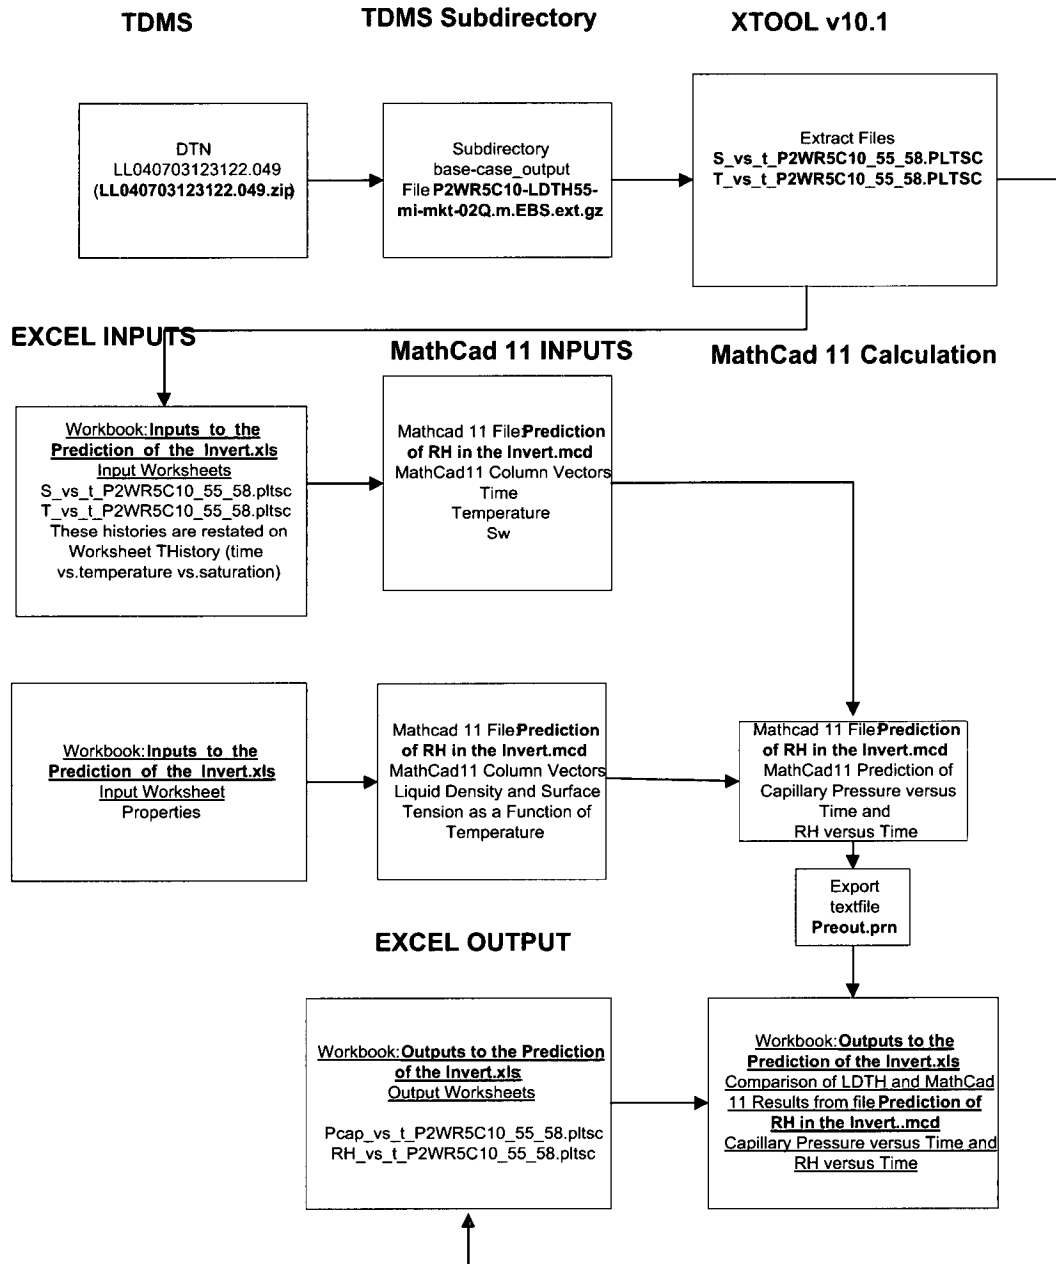 TDMS
TDMS Subdirectory
XTOOL v10.1
DTN
LL040703123122.049
(LL040703123122.049.zip)
Subdirectory
base-case_output
File P2WR5C10-LDTH55-
mi-mkt-02Q.m.EBS.ext.gz
Extract Files
S_vs_t_P2WR5C10_55_58.PLTSC
T_vs_t_P2WR5C10_55_58.PLTSC
EXCEL INPUTS
MathCad 11 INPUTS
MathCad 11 Calculation
Workbook:Inputs to the
Prediction of the Invert.xls
Input Worksheets
S_vs_t_P2WR5C10_55_58.pltsc
T_vs_t_P2WR5C10_55_58.pltsc
These histories are restated on
Worksheet THistory (time
vs.temperature vs.saturation)
Mathcad 11 File:Prediction
of RH in the Invert.mcd
MathCad11 Column Vectors
Time
Temperature
Sw
Workbook:Inputs to the
Prediction of the Invert.xls
Input Worksheet
Properties
Mathcad 11 File:Prediction
of RH in the Invert.mcd
MathCad11 Column Vectors
Liquid Density and Surface
Tension as a Function of
Temperature
Mathcad 11 File:Prediction
of RH in the Invert.mcd
MathCad11 Prediction of
Capillary Pressure versus
Time and
RH versus Time
Export
textfile
Preout.prn
EXCEL OUTPUT
Workbook:Outputs to the Prediction
of the Invert.xls
Output Worksheets
Pcap_vs_t_P2WR5C10_55_58.pltsc
RH_vs_t_P2WR5C10_55_58.pltsc
Workbook:Outputs to the
Prediction of the Invert.xls
Comparison of LDTH and MathCad
11 Results from file Prediction of
RH in the Invert..mcd
Capillary Pressure versus Time and
RH versus Time